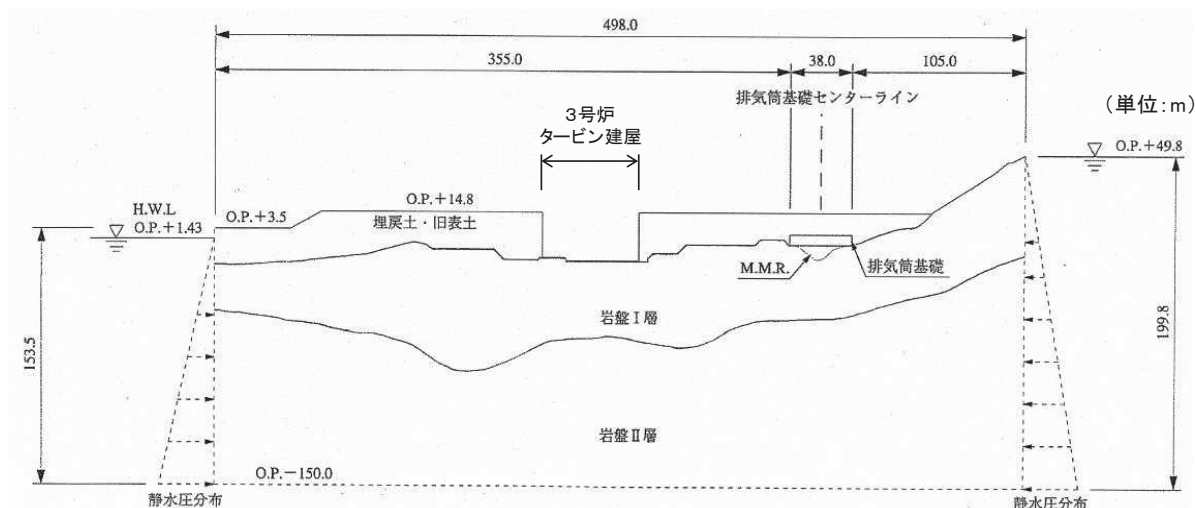 498.0
355.0
38.0
105.0
排気筒基礎センターライン
(単位:m)
3号炉
タービン建屋
O.P.+49.8
H.W.L
O.P.+1.43
O.P.+3.5
O.P.+14.8
埋戻土・旧表土
M.M.R.
排気筒基礎
岩盤Ⅰ層
153.5
199.8
岩盤Ⅱ層
O.P.-150.0
静水圧分布
静水圧分布